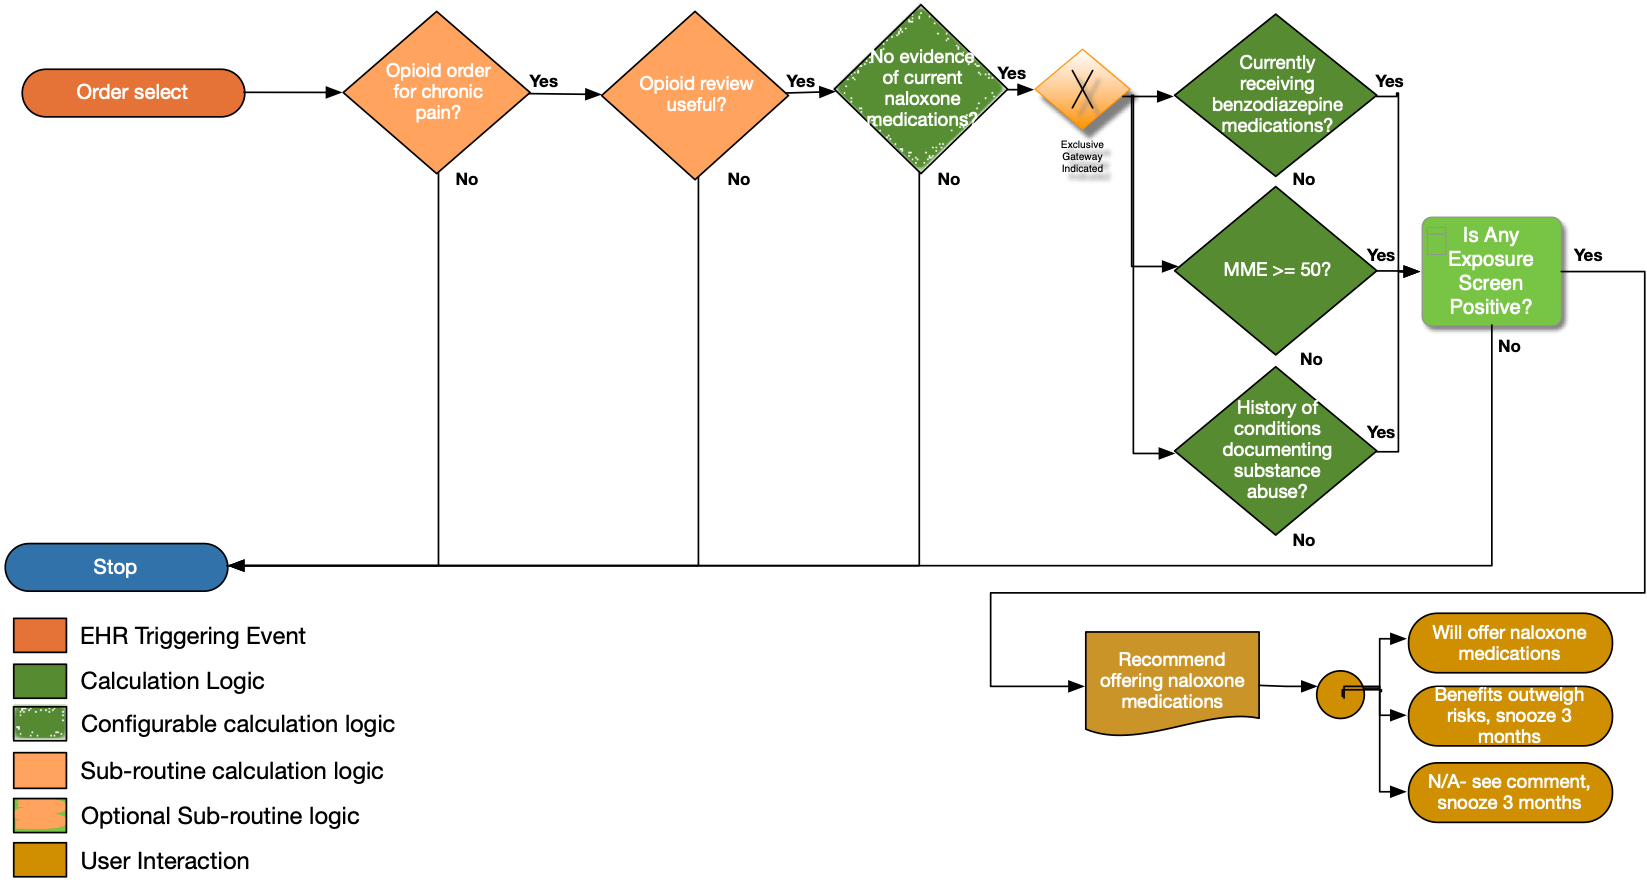 Order select
Opioid order
for chronic
pain?
Yes
No
Opioid review
useful?
Yes
No
No evidence
of current
naloxone
medications?
Yes
No
Exclusive
Gateway
Indicated
Currently
receiving
benzodiazepine
medications?
Yes
No
MME >= 50?
Yes
No
History of
conditions
documenting
substance
abuse?
Yes
No
Is Any
Exposure
Screen
Positive?
Yes
No
Stop
Recommend
offering naloxone
medications
Will offer naloxone
medications
Benefits outweigh
risks, snooze 3
months
N/A- see comment,
snooze 3 months
EHR Triggering Event
Calculation Logic
Configurable calculation logic
Sub-routine calculation logic
Optional Sub-routine logic
User Interaction